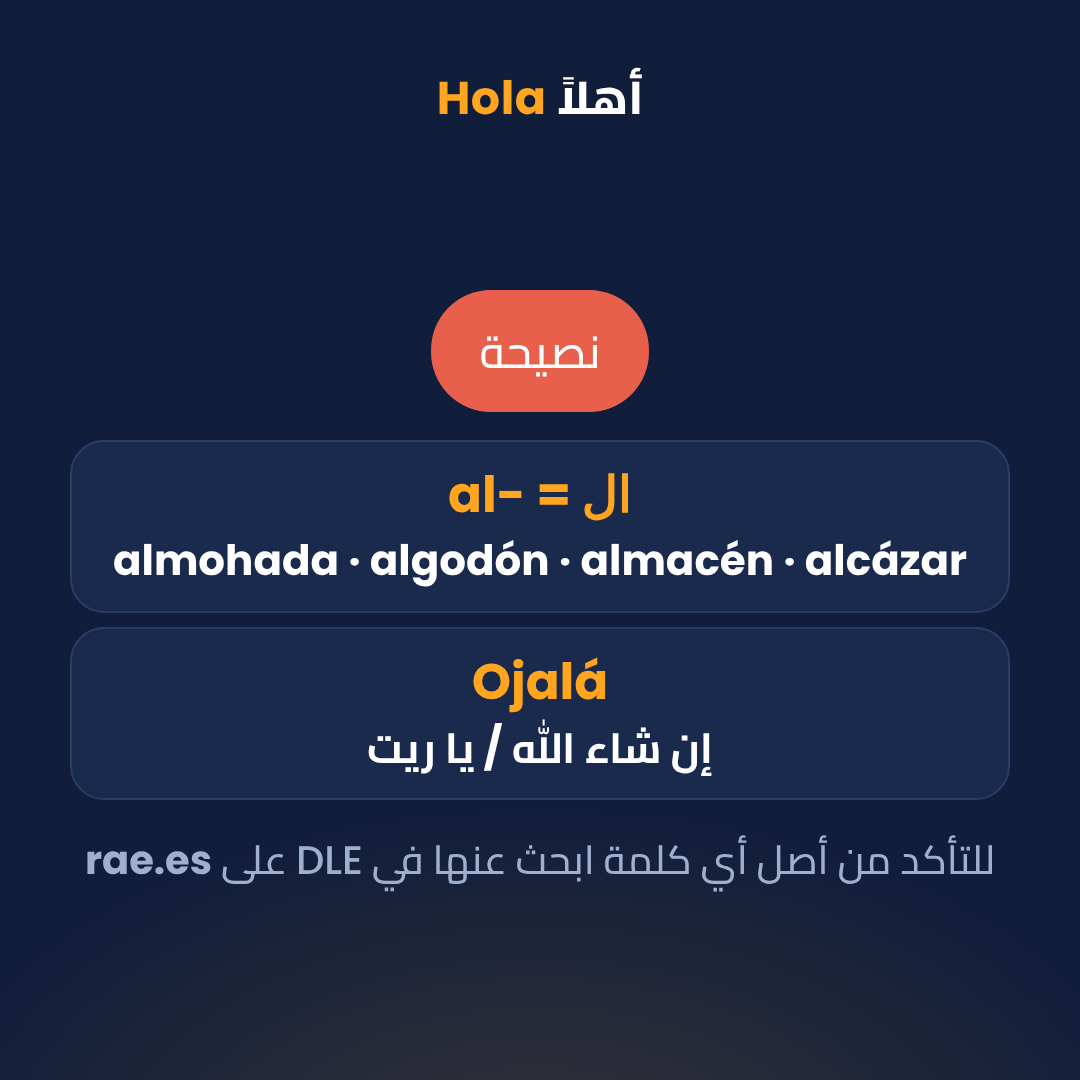 أهلاً Hola
نصيحة
al- = ال
almohada · algodón · almacén · alcázar
Ojalá
إن شاء الله / يا ريت
للتأكد من أصل أي كلمة ابحث عنها في DLE على rae.es